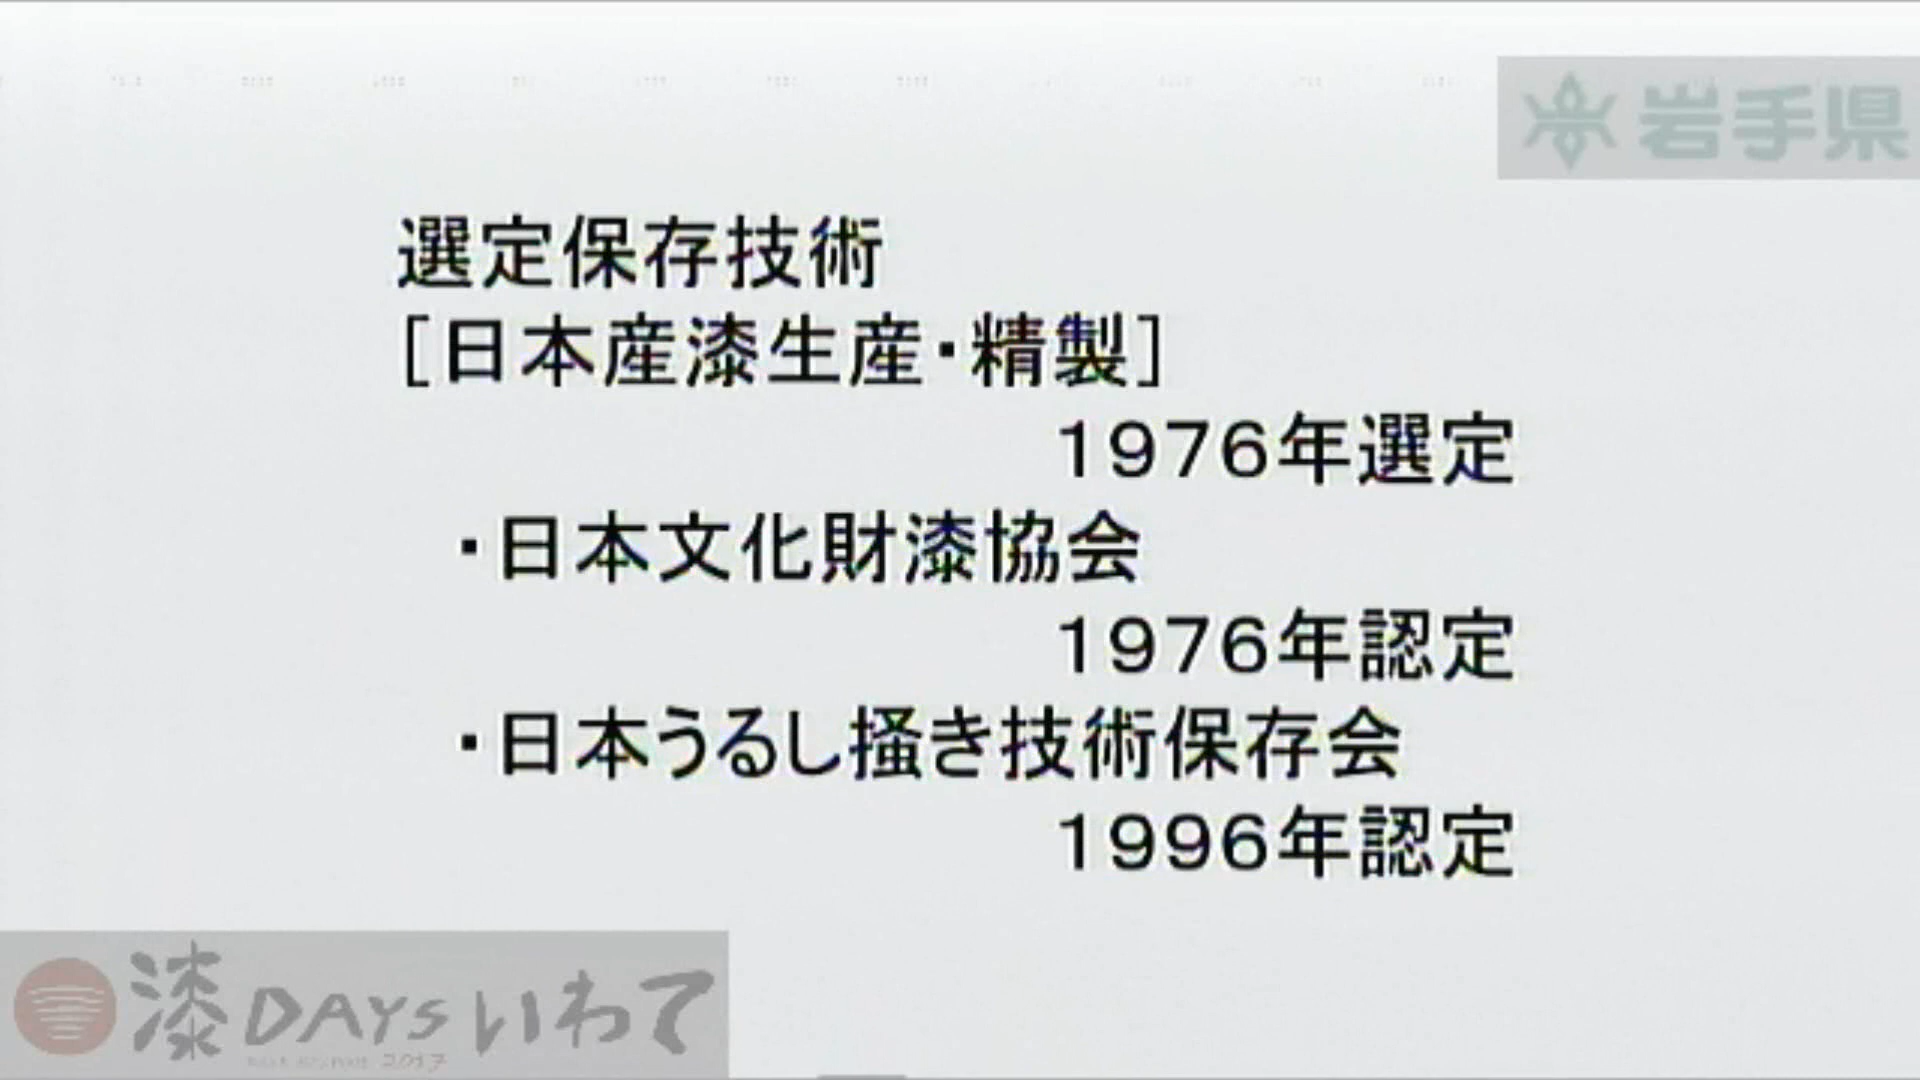 岩手県
選定保存技術
[日本産漆生産・精製]
1976年選定
・日本文化財漆協会
1976年認定
・日本うるし掻き技術保存会
1996年認定
漆DAYSいわて
2017